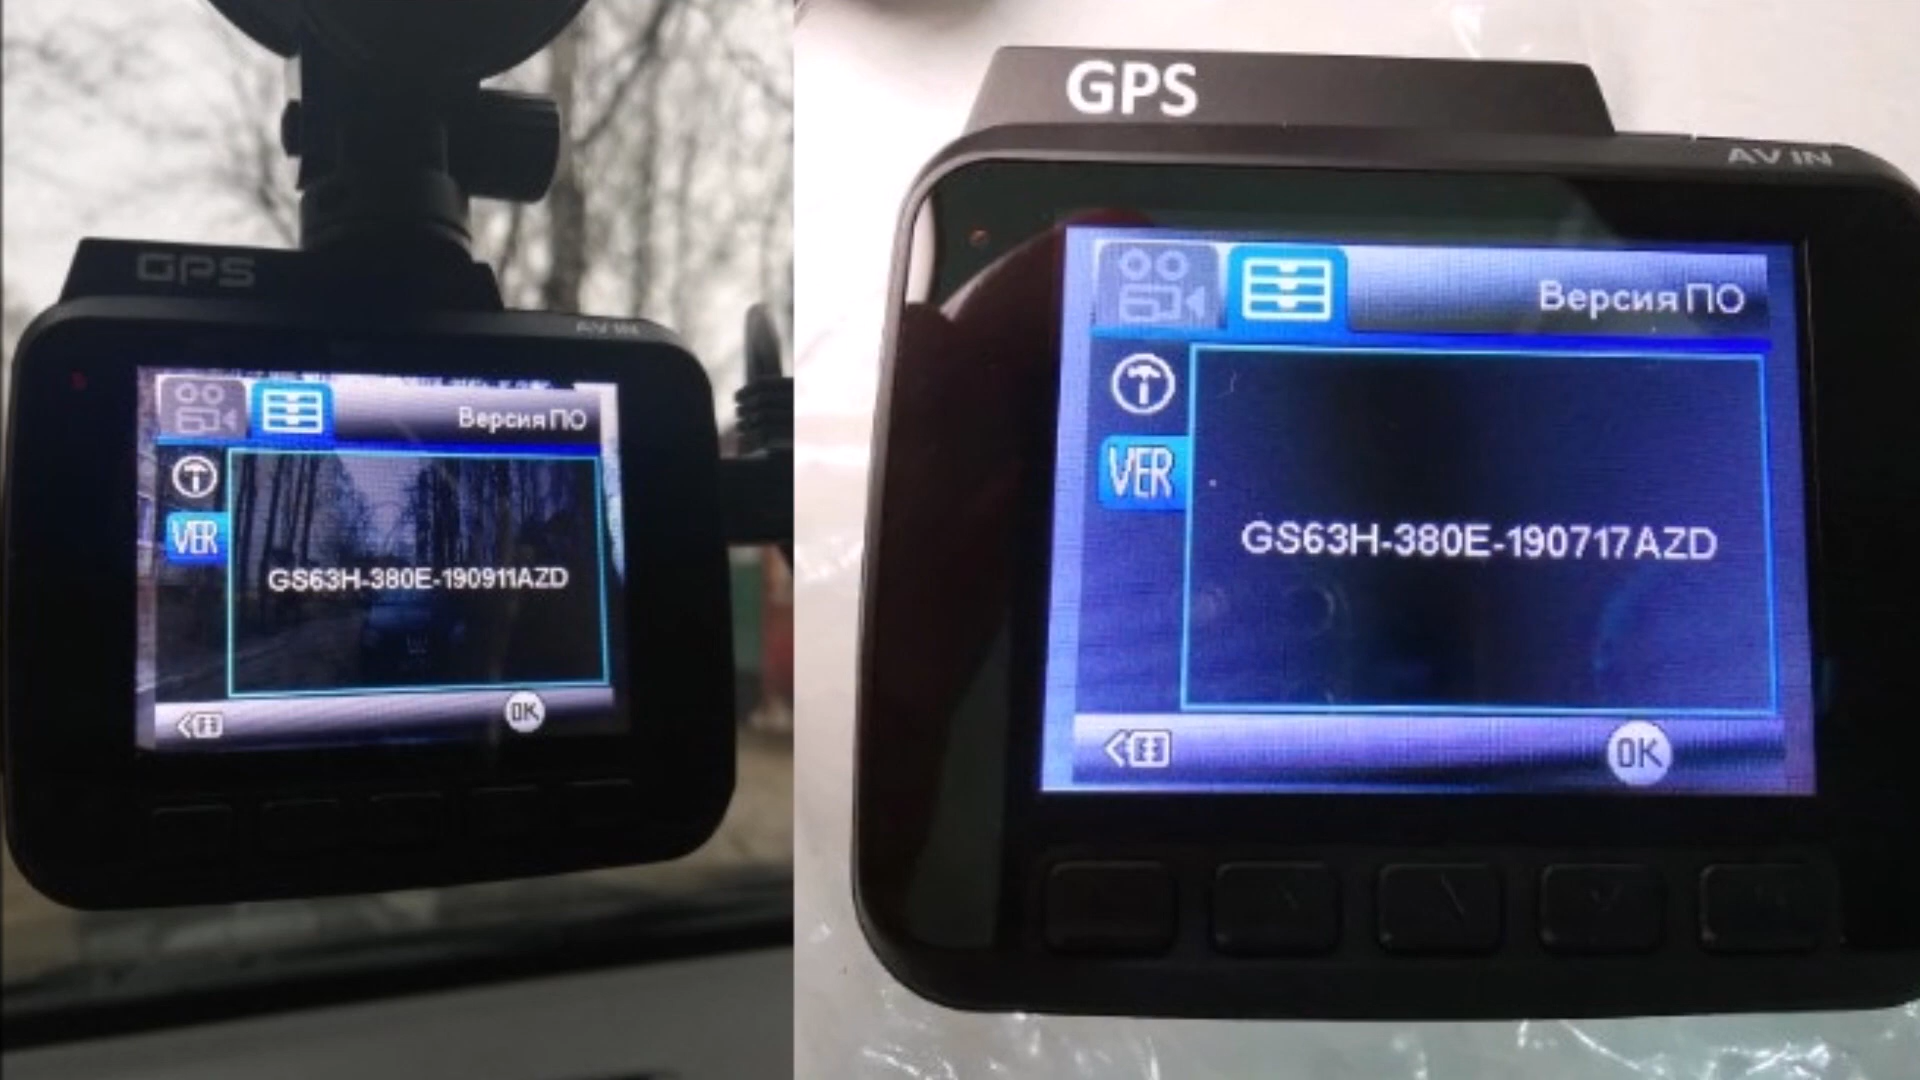 GPS
AV IN
Версия ПО
VER
GS63H-380E-190911AZD
OK
GPS
AV IN
Версия ПО
VER
GS63H-380E-190717AZD
OK